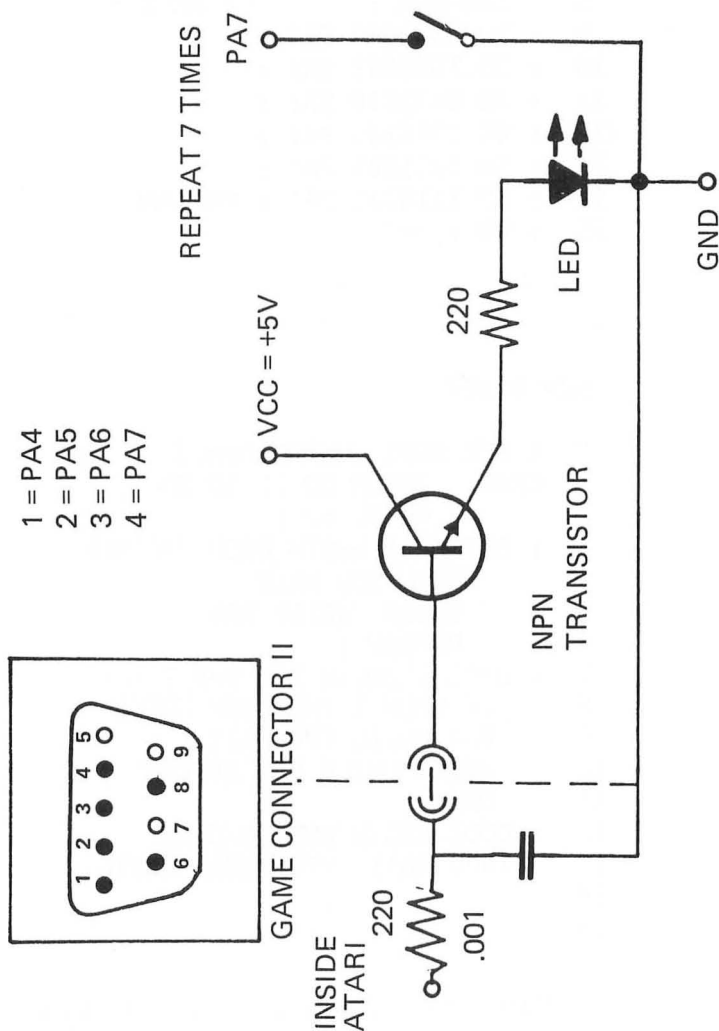 1 = PA4
2 = PA5
3 = PA6
4 = PA7
REPEAT 7 TIMES
PA7
1 2 3 4 5
6 7 8 9
GAME CONNECTOR II
VCC = +5V
INSIDE
ATARI
220
.001
NPN
TRANSISTOR
220
LED
GND